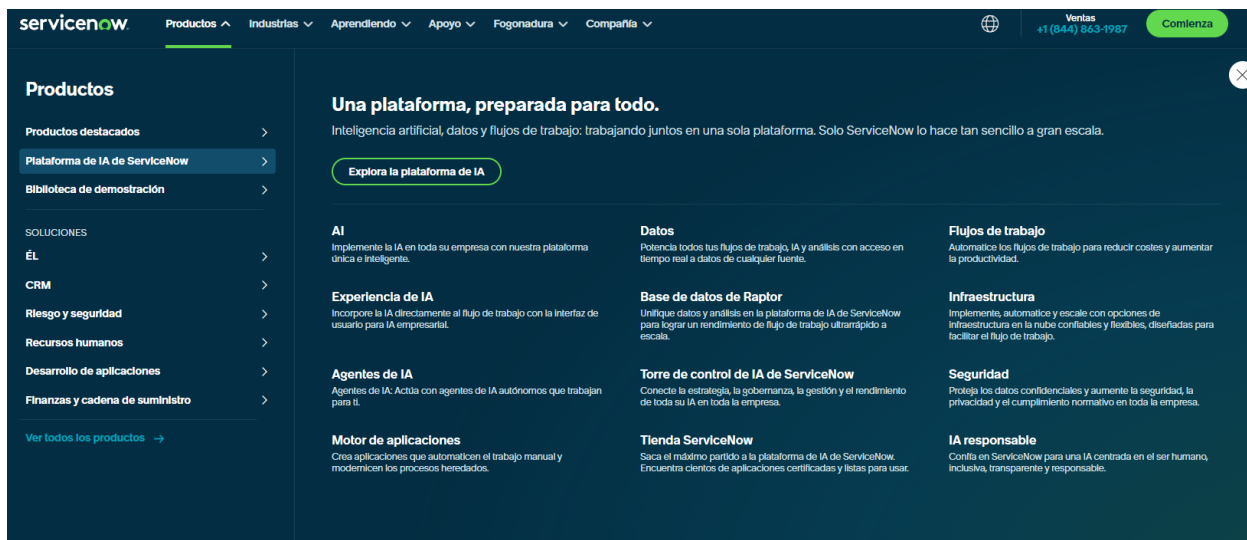 servicenow.
Productos
Industrias
Aprendiendo
Apoyo
Fogonadura
Compañía
Ventas
+1 (844) 863-1987
Comienza
Productos
Productos destacados
Plataforma de IA de ServiceNow
Biblioteca de demostración
SOLUCIONES
ÉL
CRM
Riesgo y seguridad
Recursos humanos
Desarrollo de aplicaciones
Finanzas y cadena de suministro
Ver todos los productos →
Una plataforma, preparada para todo.
Inteligencia artificial, datos y flujos de trabajo: trabajando juntos en una sola plataforma. Solo ServiceNow lo hace tan sencillo a gran escala.
Explora la plataforma de IA
AI
Implemente la IA en toda su empresa con nuestra plataforma
única e inteligente.
Datos
Potencia todos tus flujos de trabajo, IA y análisis con acceso en
tiempo real a datos de cualquier fuente.
Flujos de trabajo
Automatice los flujos de trabajo para reducir costes y aumentar
la productividad.
Experiencia de IA
Incorpore la IA directamente al flujo de trabajo con la interfaz de
usuario para IA empresarial.
Base de datos de Raptor
Unifique datos y análisis en la plataforma de IA de ServiceNow
para lograr un rendimiento de flujo de trabajo ultrarrápido a
escala.
Infraestructura
Implemente, automatice y escale con opciones de
infraestructura en la nube confiables y flexibles, diseñadas para
facilitar el flujo de trabajo.
Agentes de IA
Agentes de IA: Actúa con agentes de IA autónomos que trabajan
para ti.
Torre de control de IA de ServiceNow
Conecte la estrategia, la gobernanza, la gestión y el rendimiento
de toda su IA en toda la empresa.
Seguridad
Proteja los datos confidenciales y aumente la seguridad, la
privacidad y el cumplimiento normativo en toda la empresa.
Motor de aplicaciones
Crea aplicaciones que automaticen el trabajo manual y
modernicen los procesos heredados.
Tienda ServiceNow
Saca el máximo partido a la plataforma de IA de ServiceNow.
Encuentra cientos de aplicaciones certificadas y listas para usar.
IA responsable
Confía en ServiceNow para una IA centrada en el ser humano,
inclusiva, transparente y responsable.